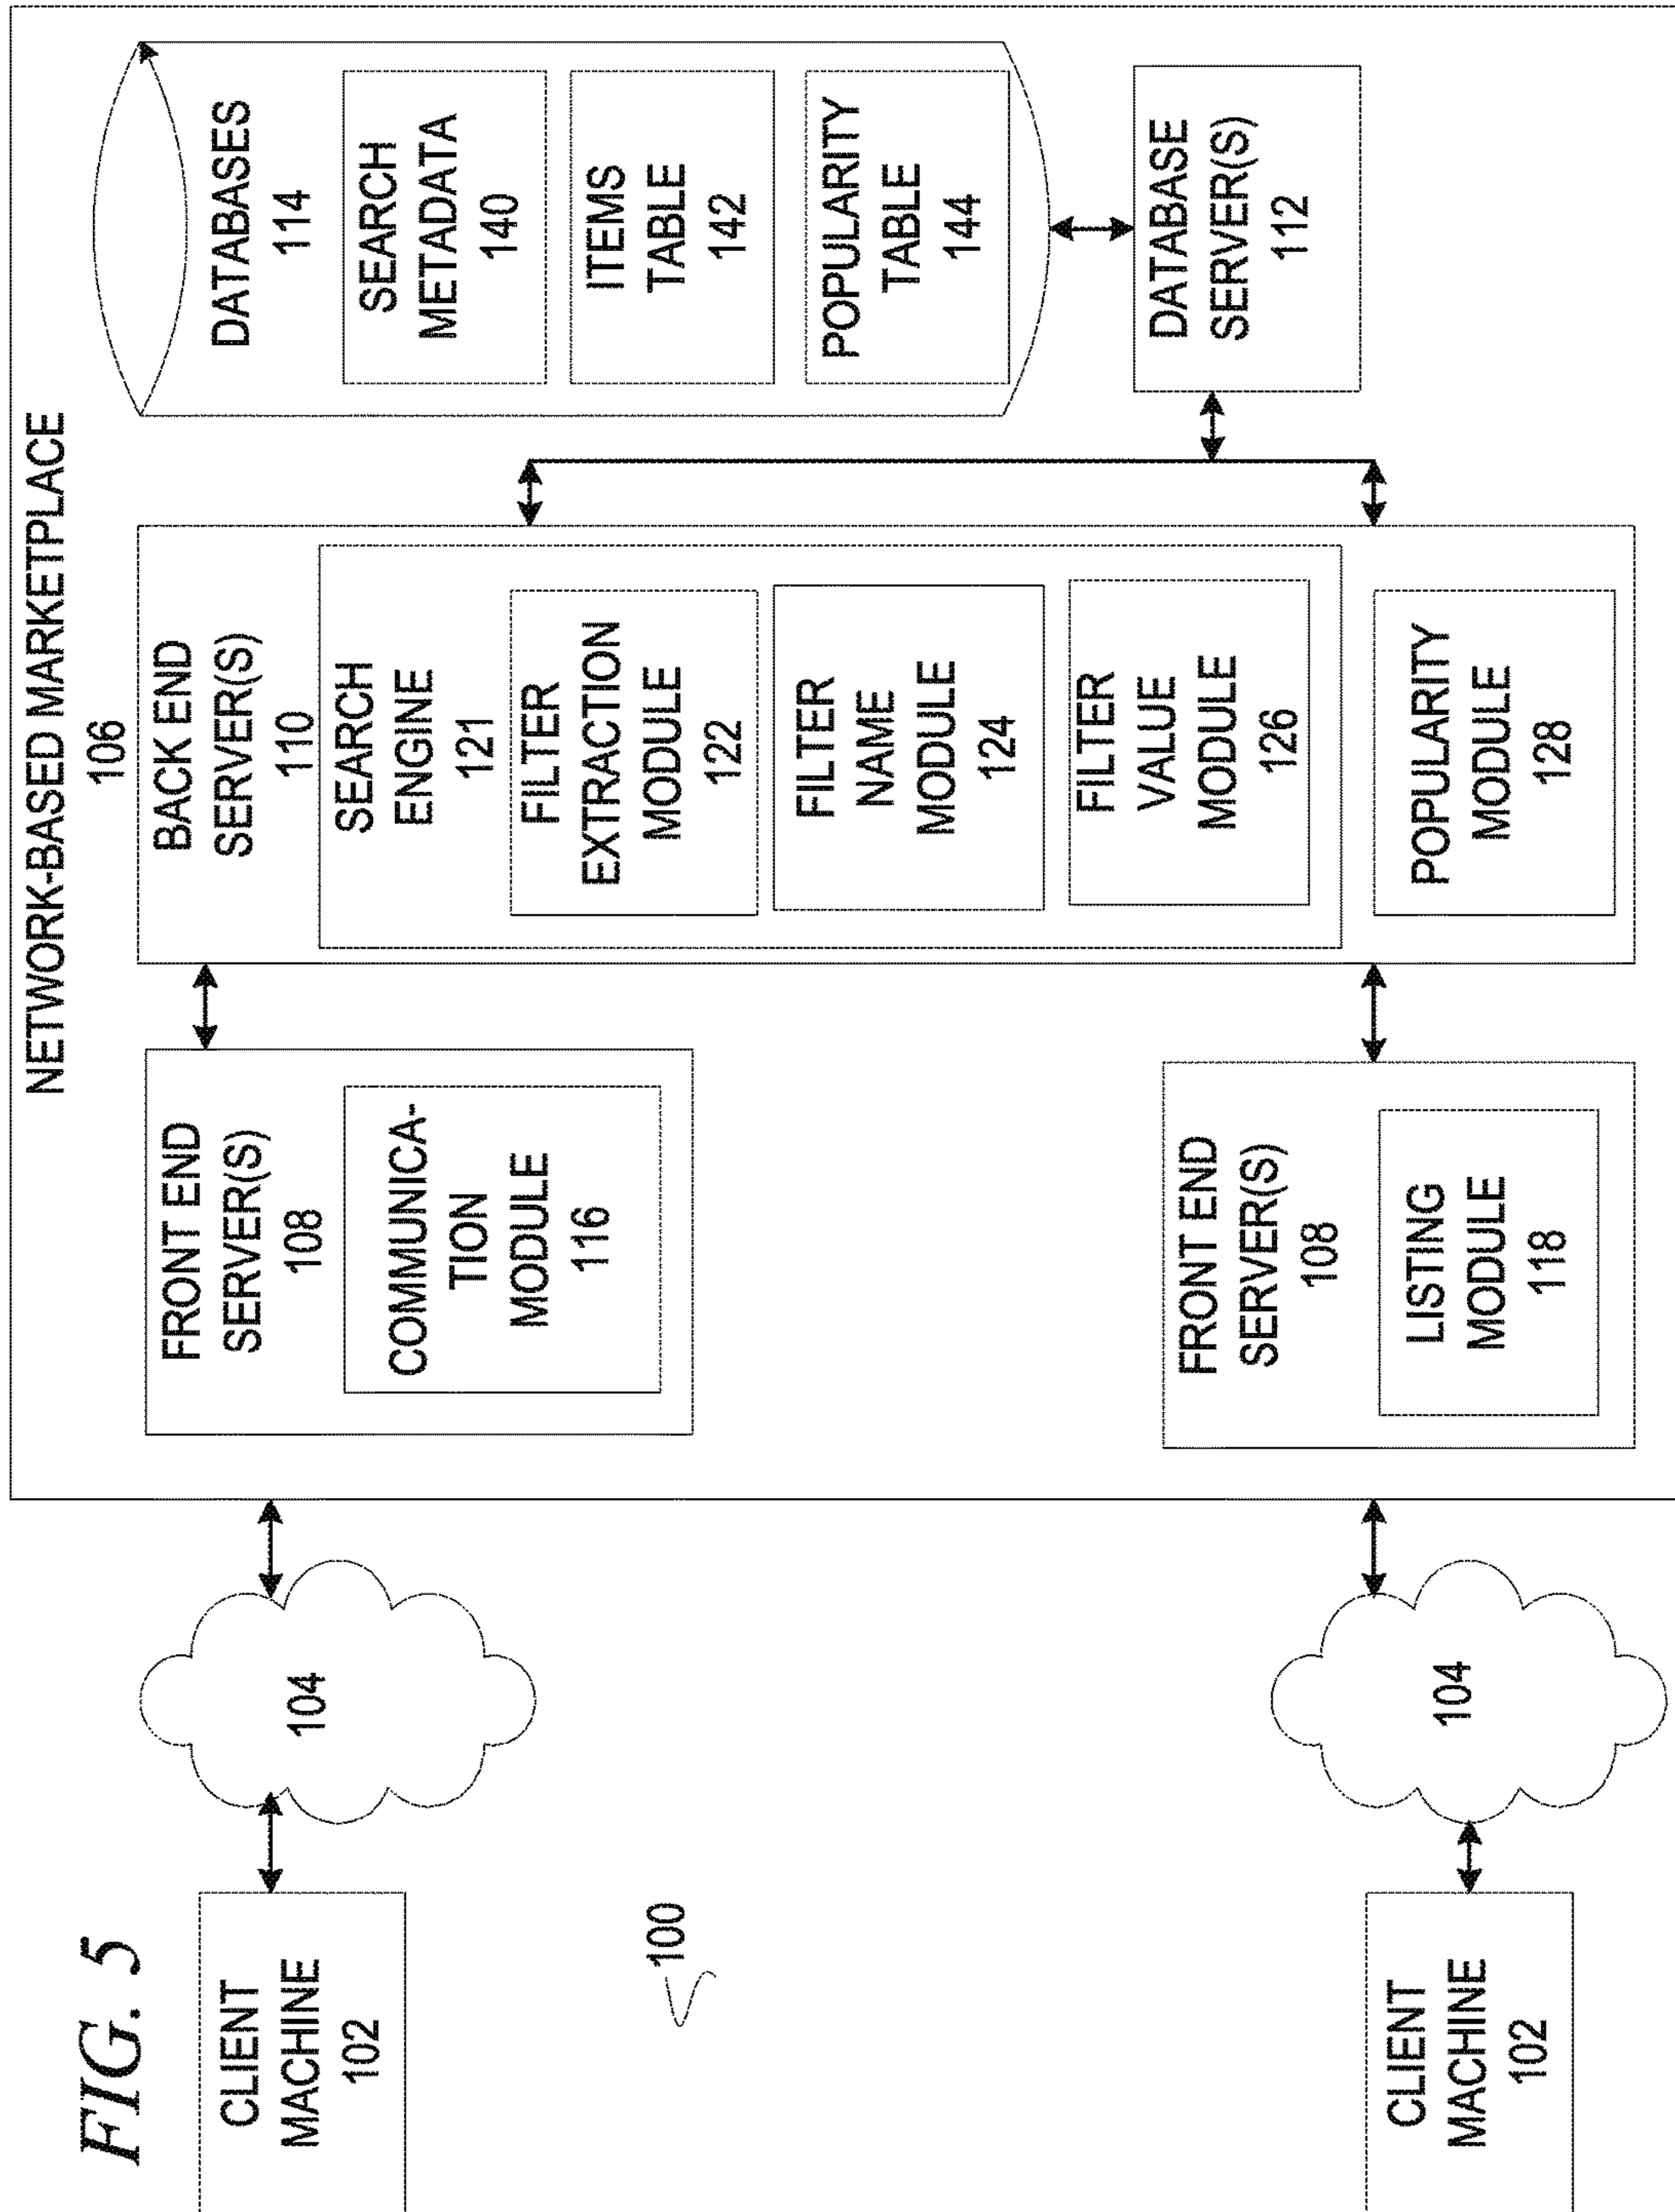 FIG. 5
CLIENT
MACHINE
102
CLIENT
MACHINE
102
100
104
104
NETWORK-BASED MARKETPLACE
106
FRONT END
SERVER(S)
108
COMMUNICA-
TION
MODULE
116
FRONT END
SERVER(S)
108
LISTING
MODULE
118
BACK END
SERVER(S)
110
SEARCH
ENGINE
121
FILTER
EXTRACTION
MODULE
122
FILTER
NAME
MODULE
124
FILTER
VALUE
MODULE
126
POPULARITY
MODULE
128
DATABASES
114
SEARCH
METADATA
140
ITEMS
TABLE
142
POPULARITY
TABLE
144
DATABASE
SERVER(S)
112